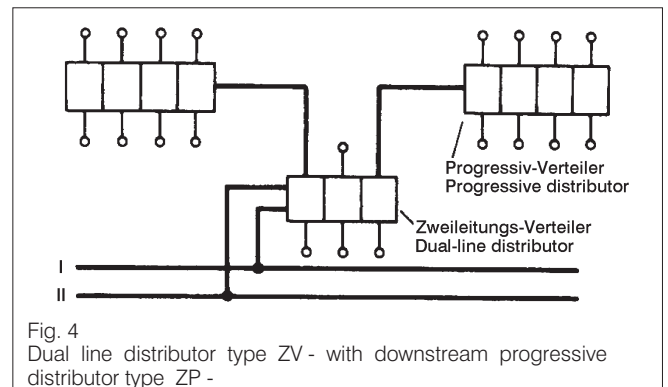 Progressiv-Verteiler
Progressive distributor
Zweileitungs-Verteiler
Dual-line distributor
I
II
Fig. 4
Dual line distributor type ZV - with downstream progressive
distributor type ZP -